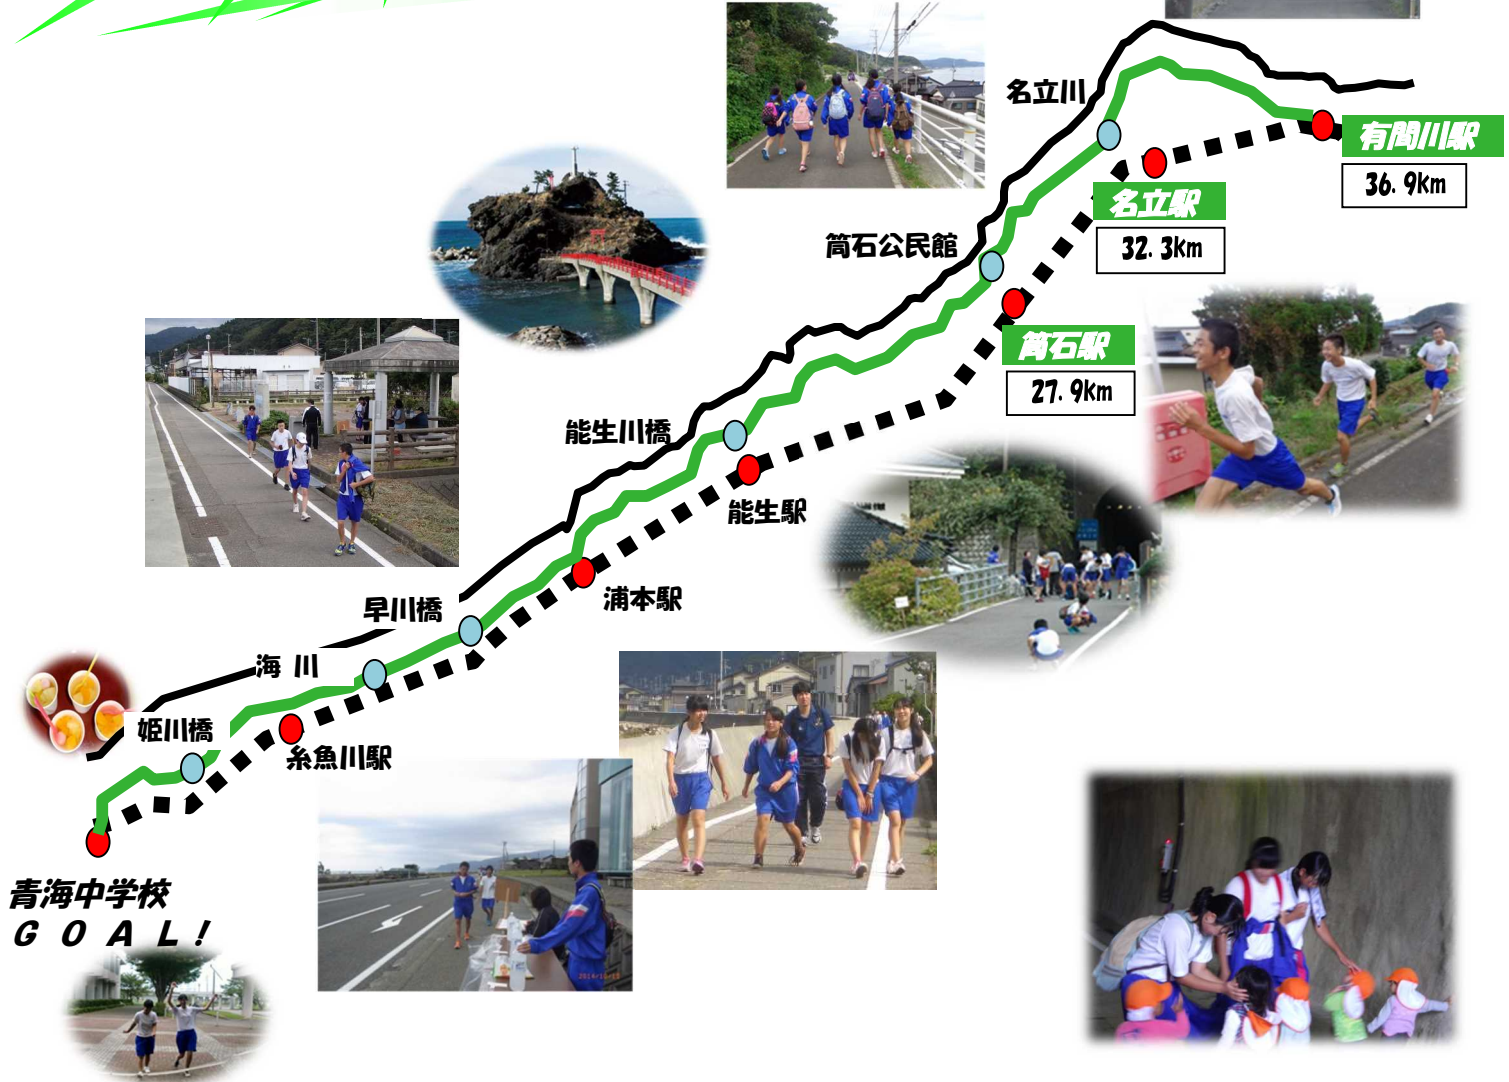 名立川
有間川駅
36.9km
名立駅
32.3km
筒石公民館
筒石駅
27.9km
能生川橋
能生駅
浦本駅
早川橋
海 川
姫川橋
糸魚川駅
青海中学校
G O A L !